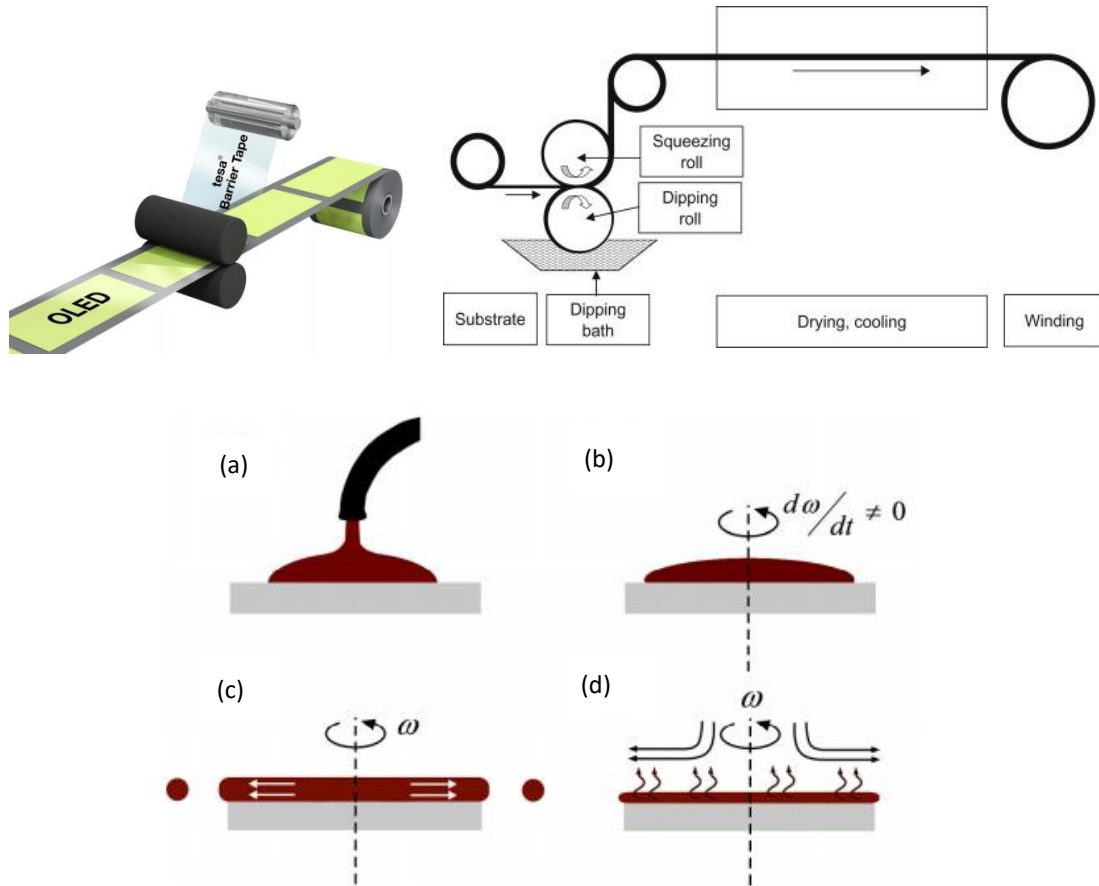 tesa®
Barrier Tape
OLED
Squeezing
roll
Dipping
roll
Substrate
Dipping
bath
Drying, cooling
Winding
(a)
(b)
dω/dt ≠ 0
(c)
ω
(d)
ω